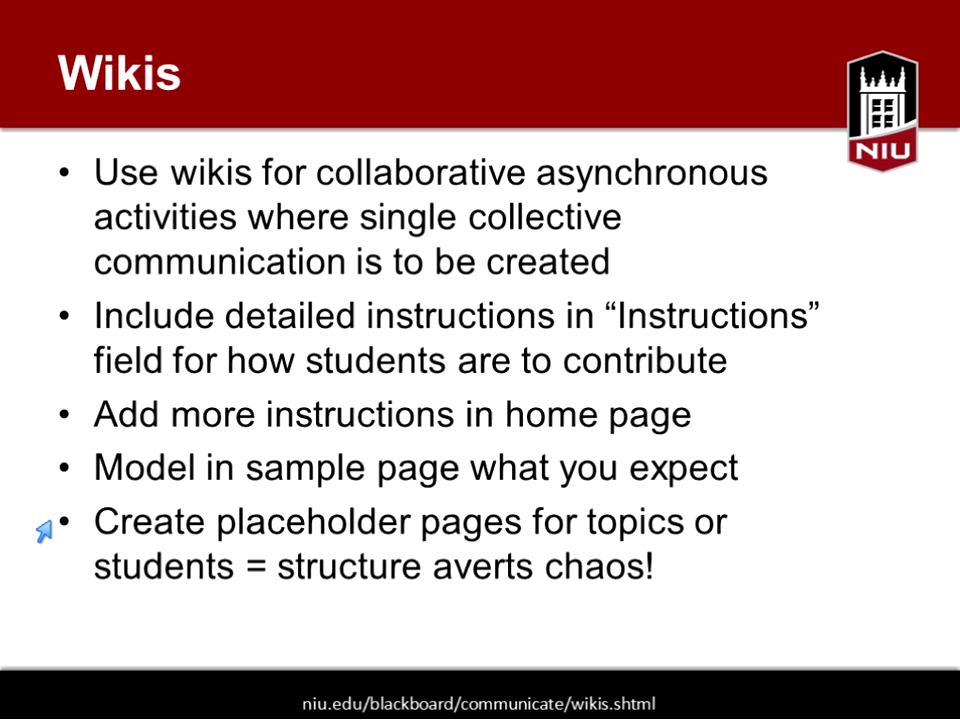 Wikis
NIU
• Use wikis for collaborative asynchronous
activities where single collective
communication is to be created
• Include detailed instructions in “Instructions”
field for how students are to contribute
• Add more instructions in home page
• Model in sample page what you expect
• Create placeholder pages for topics or
students = structure averts chaos!
niu.edu/blackboard/communicate/wikis.shtml